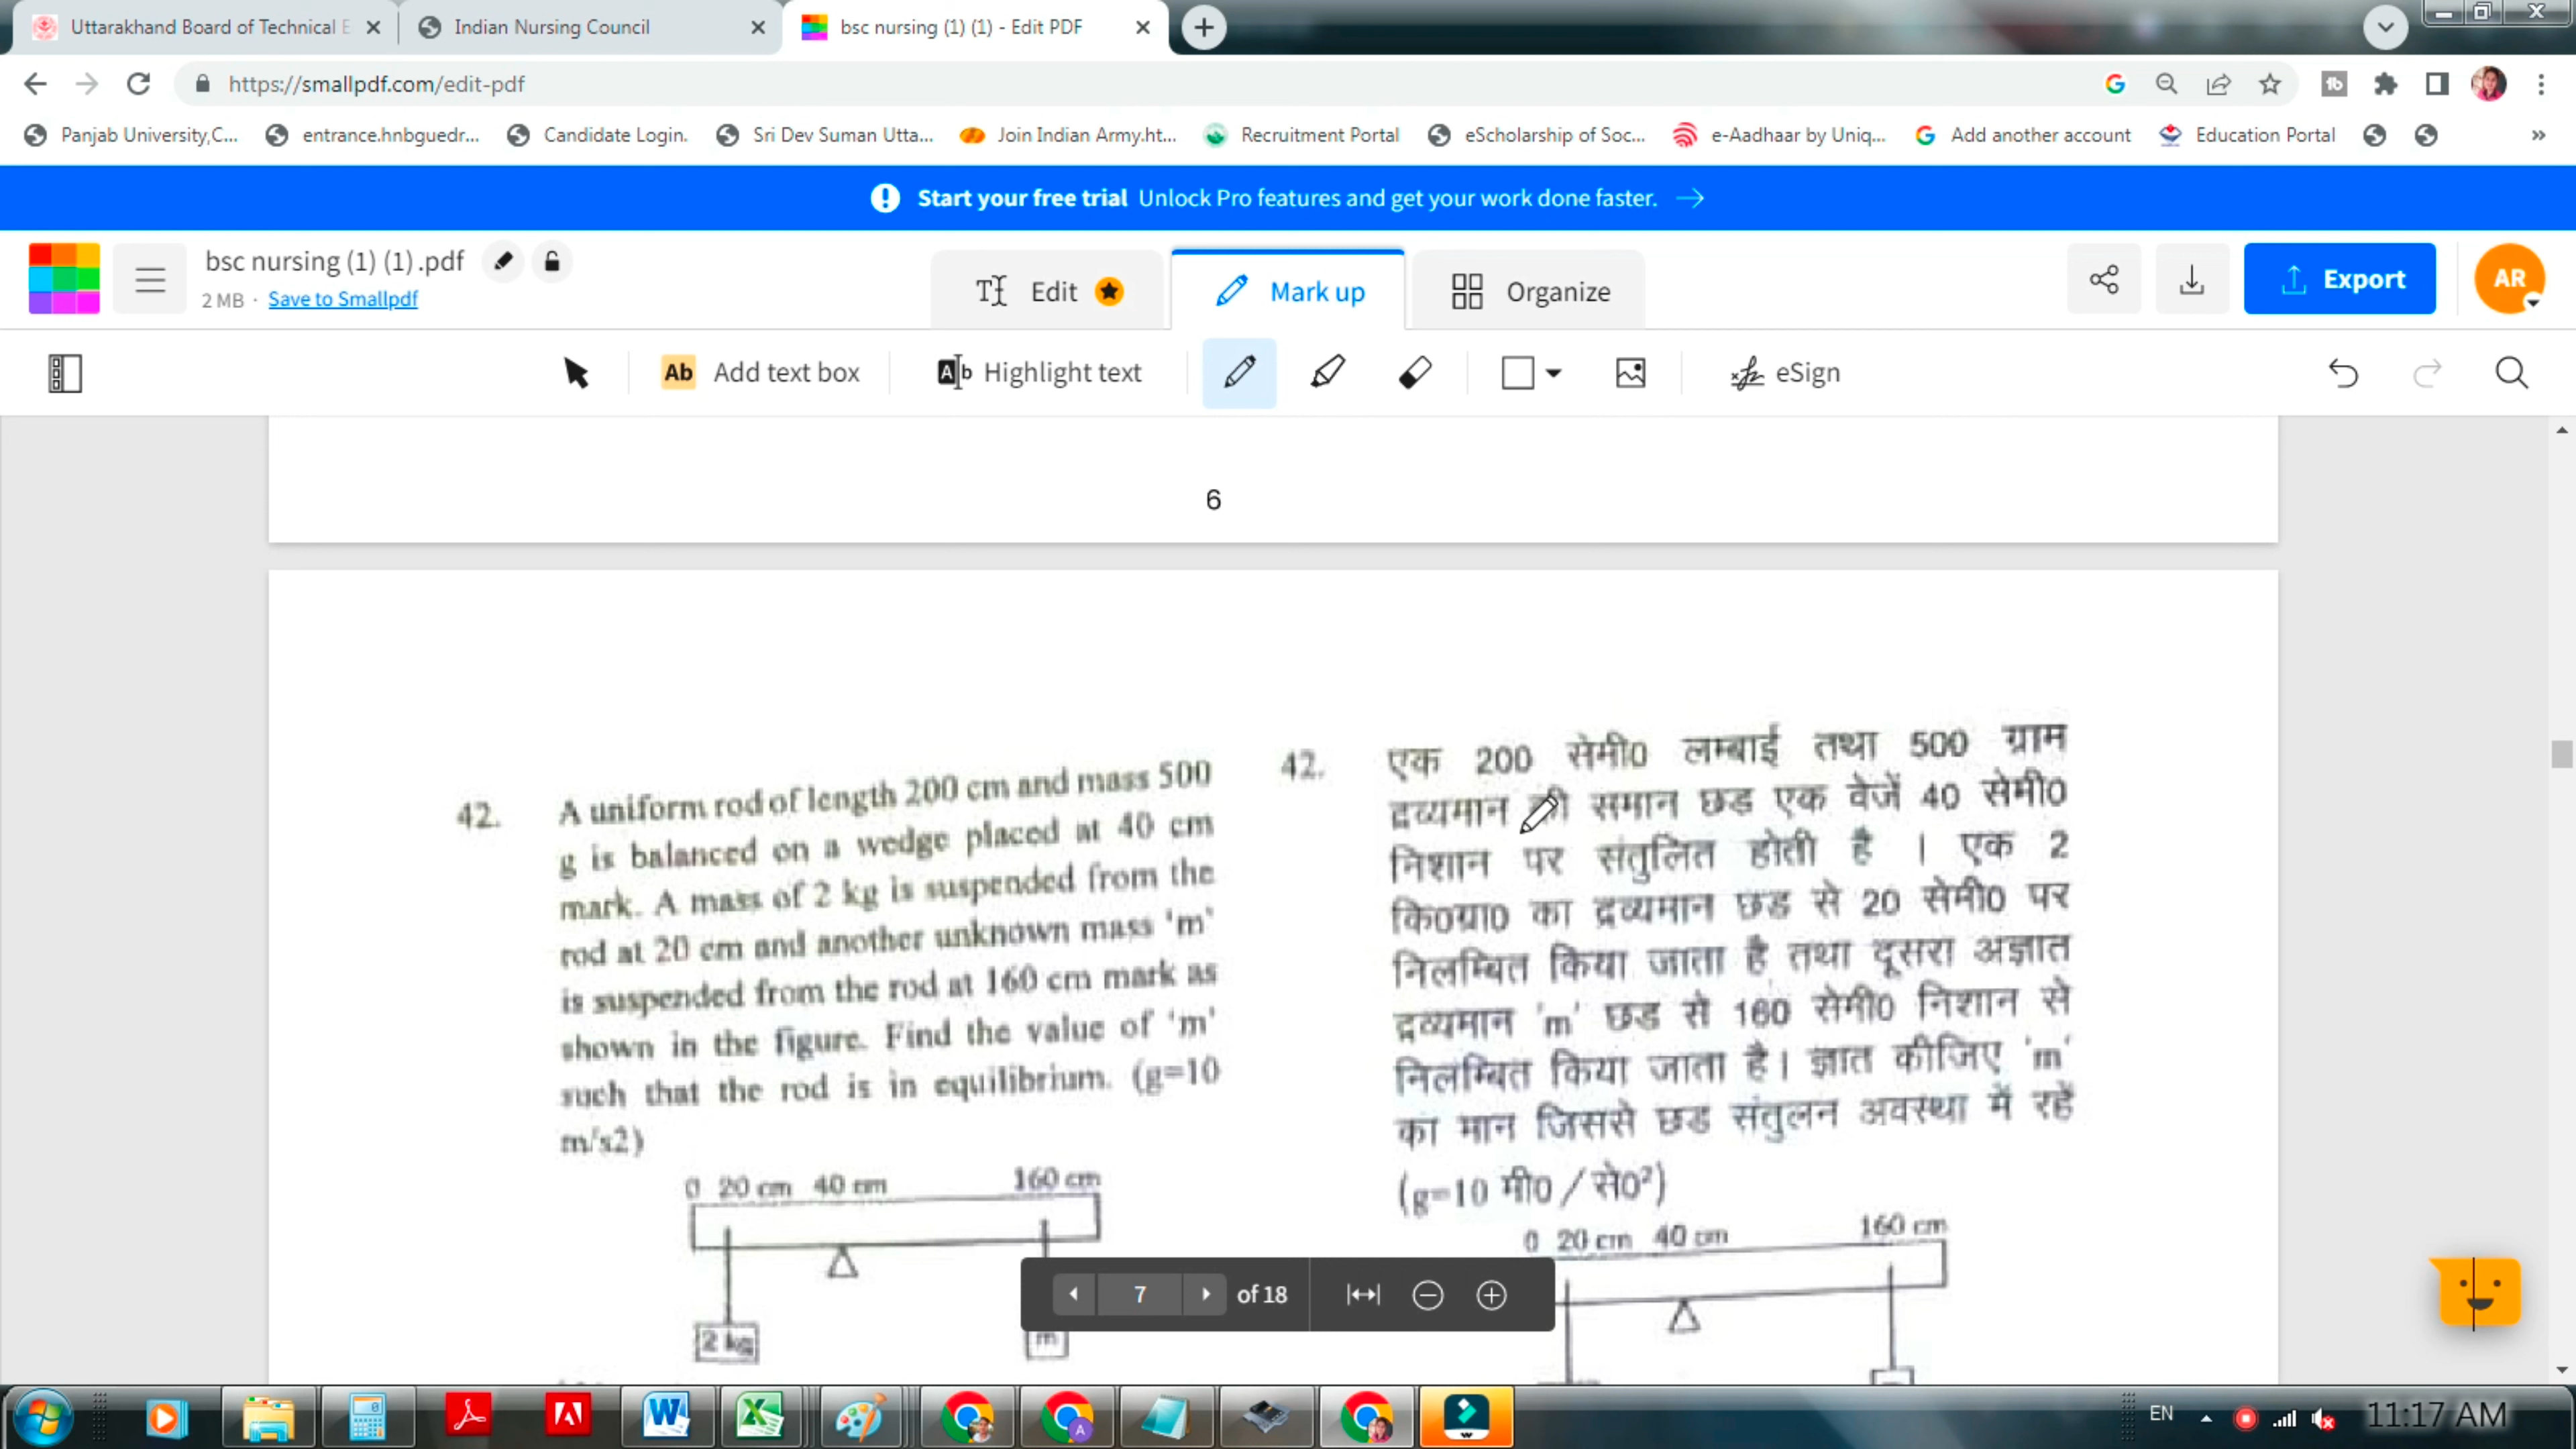 Uttarakhand Board of Technical E
Indian Nursing Council
bsc nursing (1) (1) - Edit PDF
https://smallpdf.com/edit-pdf
Panjab University,C...
entrance.hnbguedr...
Candidate Login.
Sri Dev Suman Utta...
Join Indian Army.ht...
Recruitment Portal
eScholarship of Soc...
e-Aadhaar by Uniq...
Add another account
Education Portal
Start your free trial Unlock Pro features and get your work done faster.
bsc nursing (1) (1).pdf
2 MB · Save to Smallpdf
Edit
Mark up
Organize
Export
AR
Ab Add text box
Highlight text
eSign
6
42. A uniform rod of length 200 cm and mass 500
g is balanced on a wedge placed at 40 cm
mark. A mass of 2 kg is suspended from the
rod at 20 cm and another unknown mass 'm'
is suspended from the rod at 160 cm mark as
shown in the figure. Find the value of 'm'
such that the rod is in equilibrium. (g=10
m/s2)
0 20 cm 40 cm 160 cm
2 kg
m
42. एक 200 सेमी0 लम्बाई तथा 500 ग्राम
द्रव्यमान की समान छड एक वेजें 40 सेमी0
निशान पर संतुलित होती है । एक 2
कि0ग्रा0 का द्रव्यमान छड से 20 सेमी0 पर
निलम्बित किया जाता है तथा दूसरा अज्ञात
द्रव्यमान 'm' छड से 160 सेमी0 निशान से
निलम्बित किया जाता है। ज्ञात कीजिए 'm'
का मान जिससे छड संतुलन अवस्था में रहें
(g=10 मी0 / से0²)
0 20 cm 40 cm 160 cm
7 of 18
EN
11:17 AM